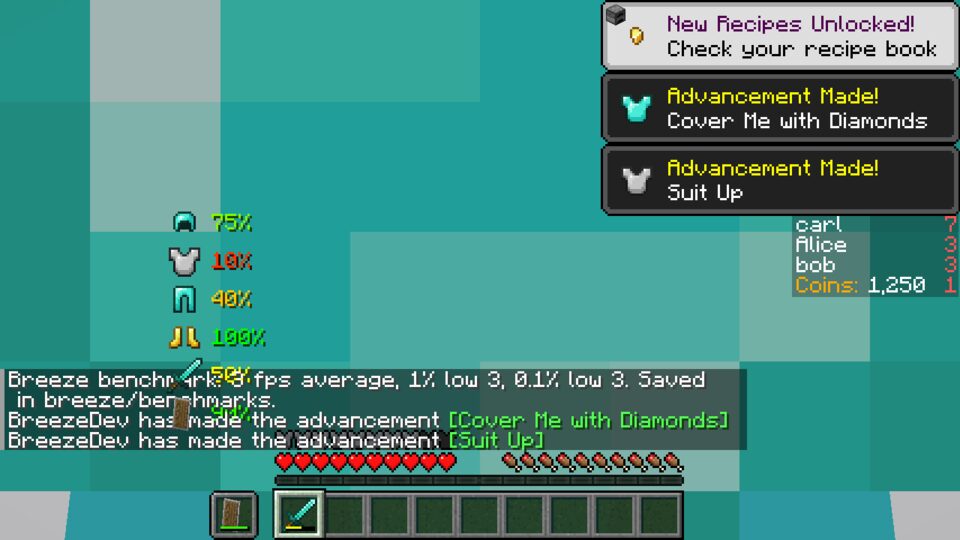 New Recipes Unlocked!
Check your recipe book
Advancement Made!
Cover Me with Diamonds
Advancement Made!
Suit Up
carl 7
Alice 3
bob 3
Coins: 1,250 1
75%
10%
40%
100%
50%
Breeze benchmark: fps average, 1% low 3, 0.1% low 3. Saved
in breeze/benchmarks.
BreezeDev has made the advancement [Cover Me with Diamonds]
BreezeDev has made the advancement [Suit Up]